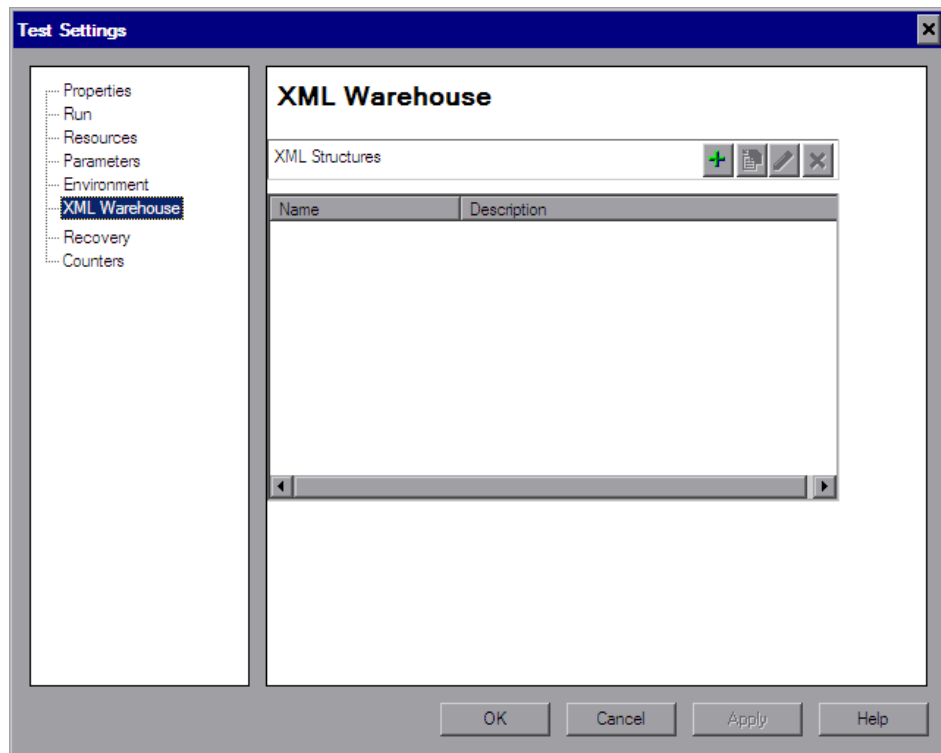 Test Settings
Properties
Run
Resources
Parameters
Environment
XML Warehouse
Recovery
Counters
XML Warehouse
XML Structures
Name Description
OK Cancel Apply Help